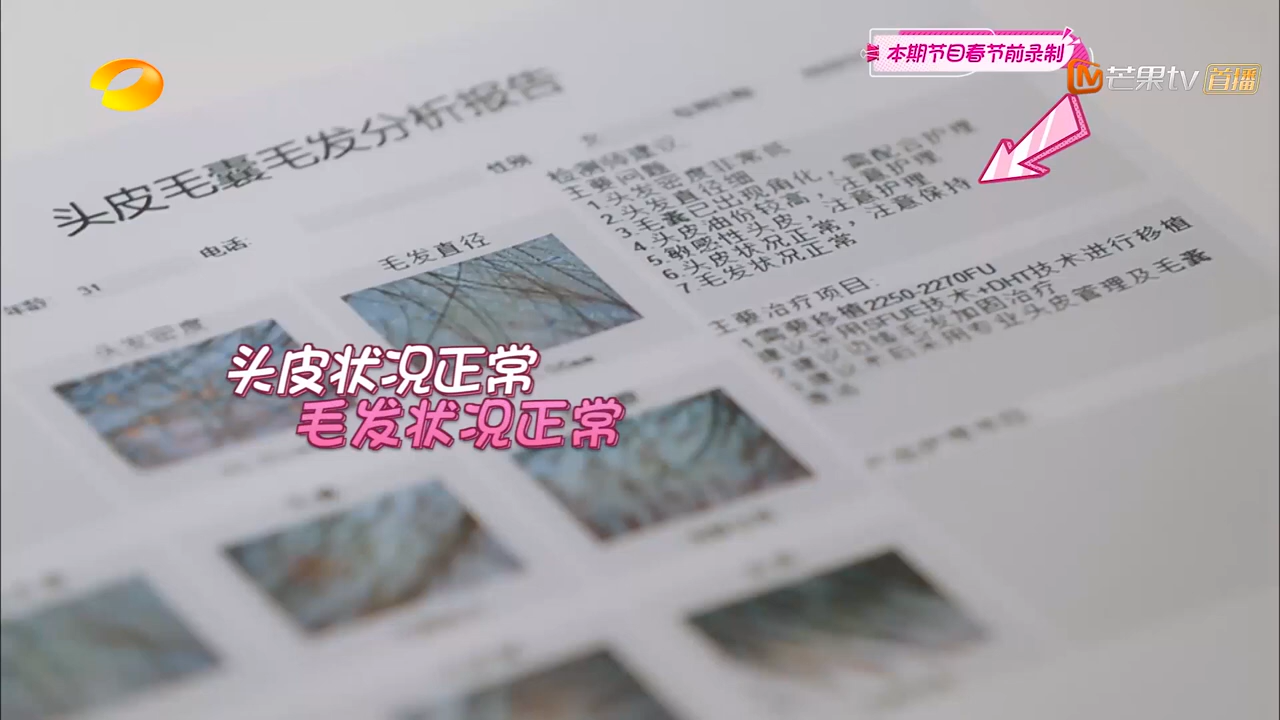 本期节目春节前录制
芒果tv 首播
头皮毛囊毛发分析报告
性别: 女
电话:
年龄: 31
头发密度
毛发直径
检测师建议
主要问题
1头发密度非常低
2头发直径细
3毛囊已出现角化,需配合护理
4头皮油份较高,注意护理
5敏感性头皮,注意护理
6头皮状况正常,注意保持
7毛发状况正常
主要治疗项目:
1需要移植2250-2270FU
建议采用SFUE技术+DHT技术进行移植
2建议边缘毛发加固治疗
3建议术后采用专业头皮管理及毛囊
头皮状况正常
毛发状况正常